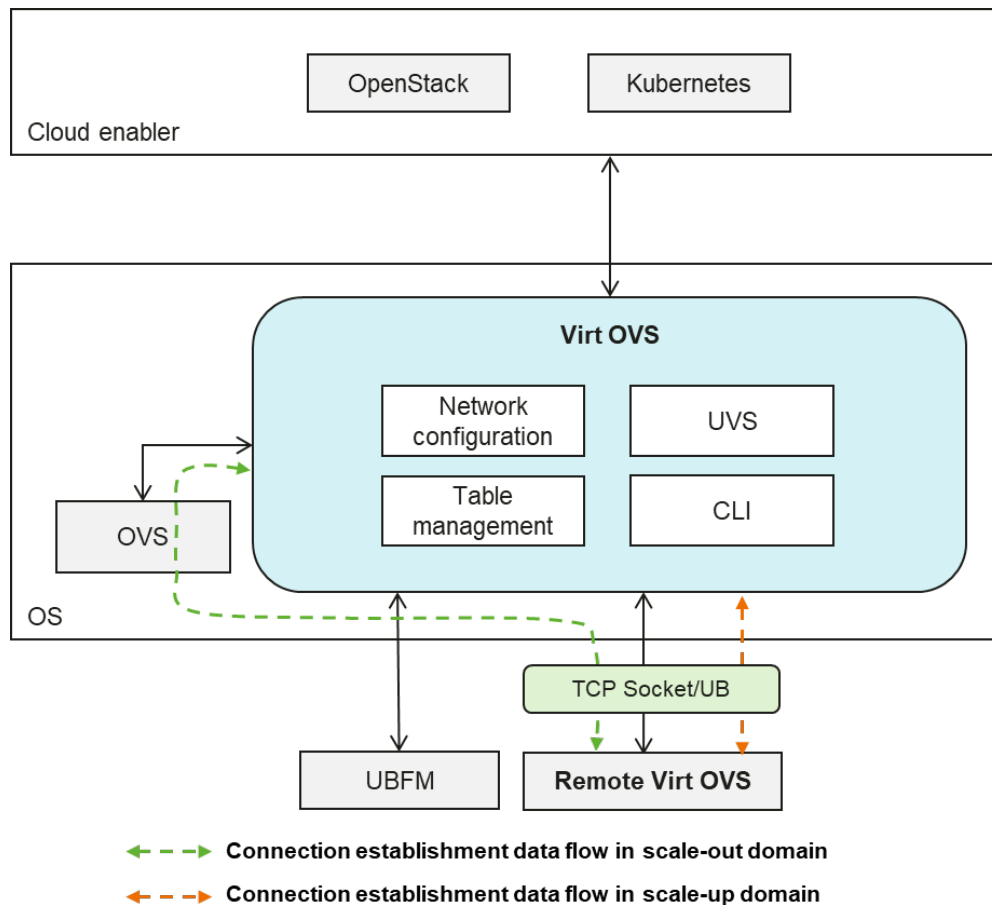 OpenStack
Kubernetes
Cloud enabler
Virt OVS
Network
configuration
UVS
Table
management
CLI
OVS
OS
TCP Socket/UB
UBFM
Remote Virt OVS
Connection establishment data flow in scale-out domain
Connection establishment data flow in scale-up domain